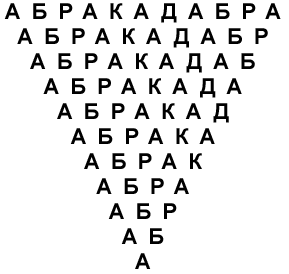 А Б Р А К А Д А Б Р А
А Б Р А К А Д А Б Р
А Б Р А К А Д А Б
А Б Р А К А Д А
А Б Р А К А Д
А Б Р А К А
А Б Р А К
А Б Р А
А Б Р
А Б
А